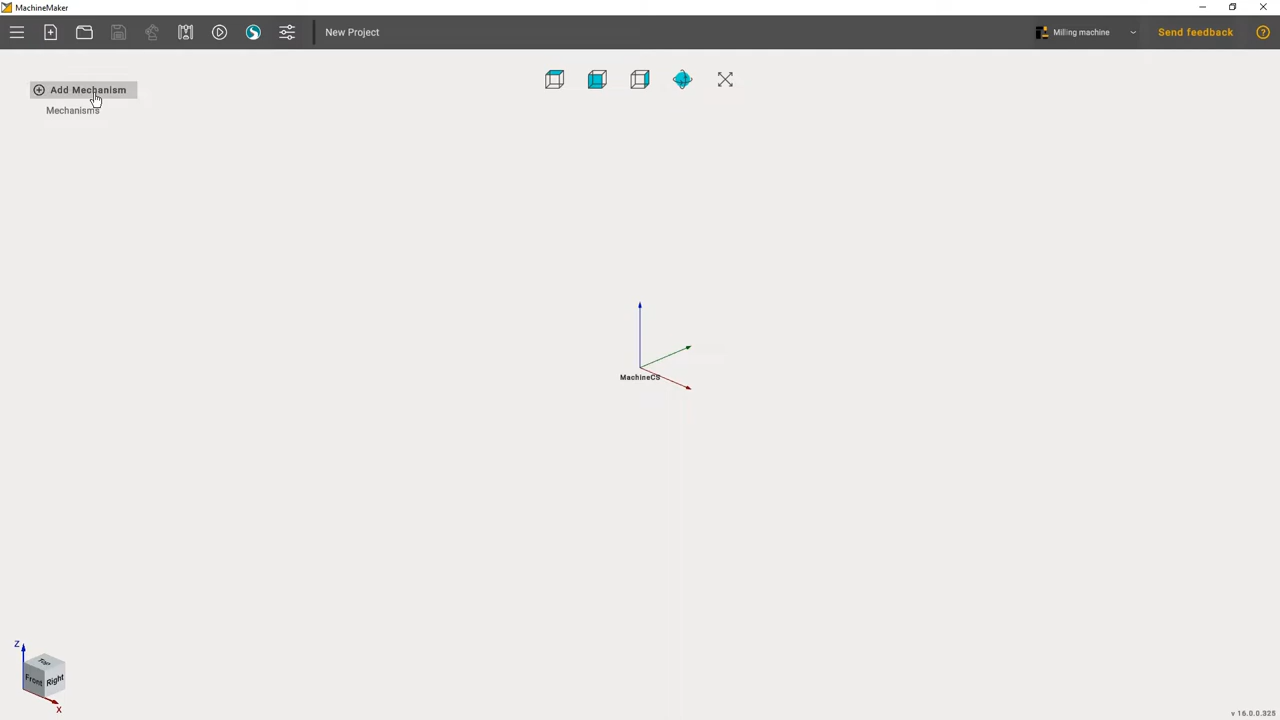 MachineMaker
New Project
Milling machine
Send feedback
Add Mechanism
Mechanisms
MachineCS
Z
Top
Front
Right
X
v 16.0.0.325